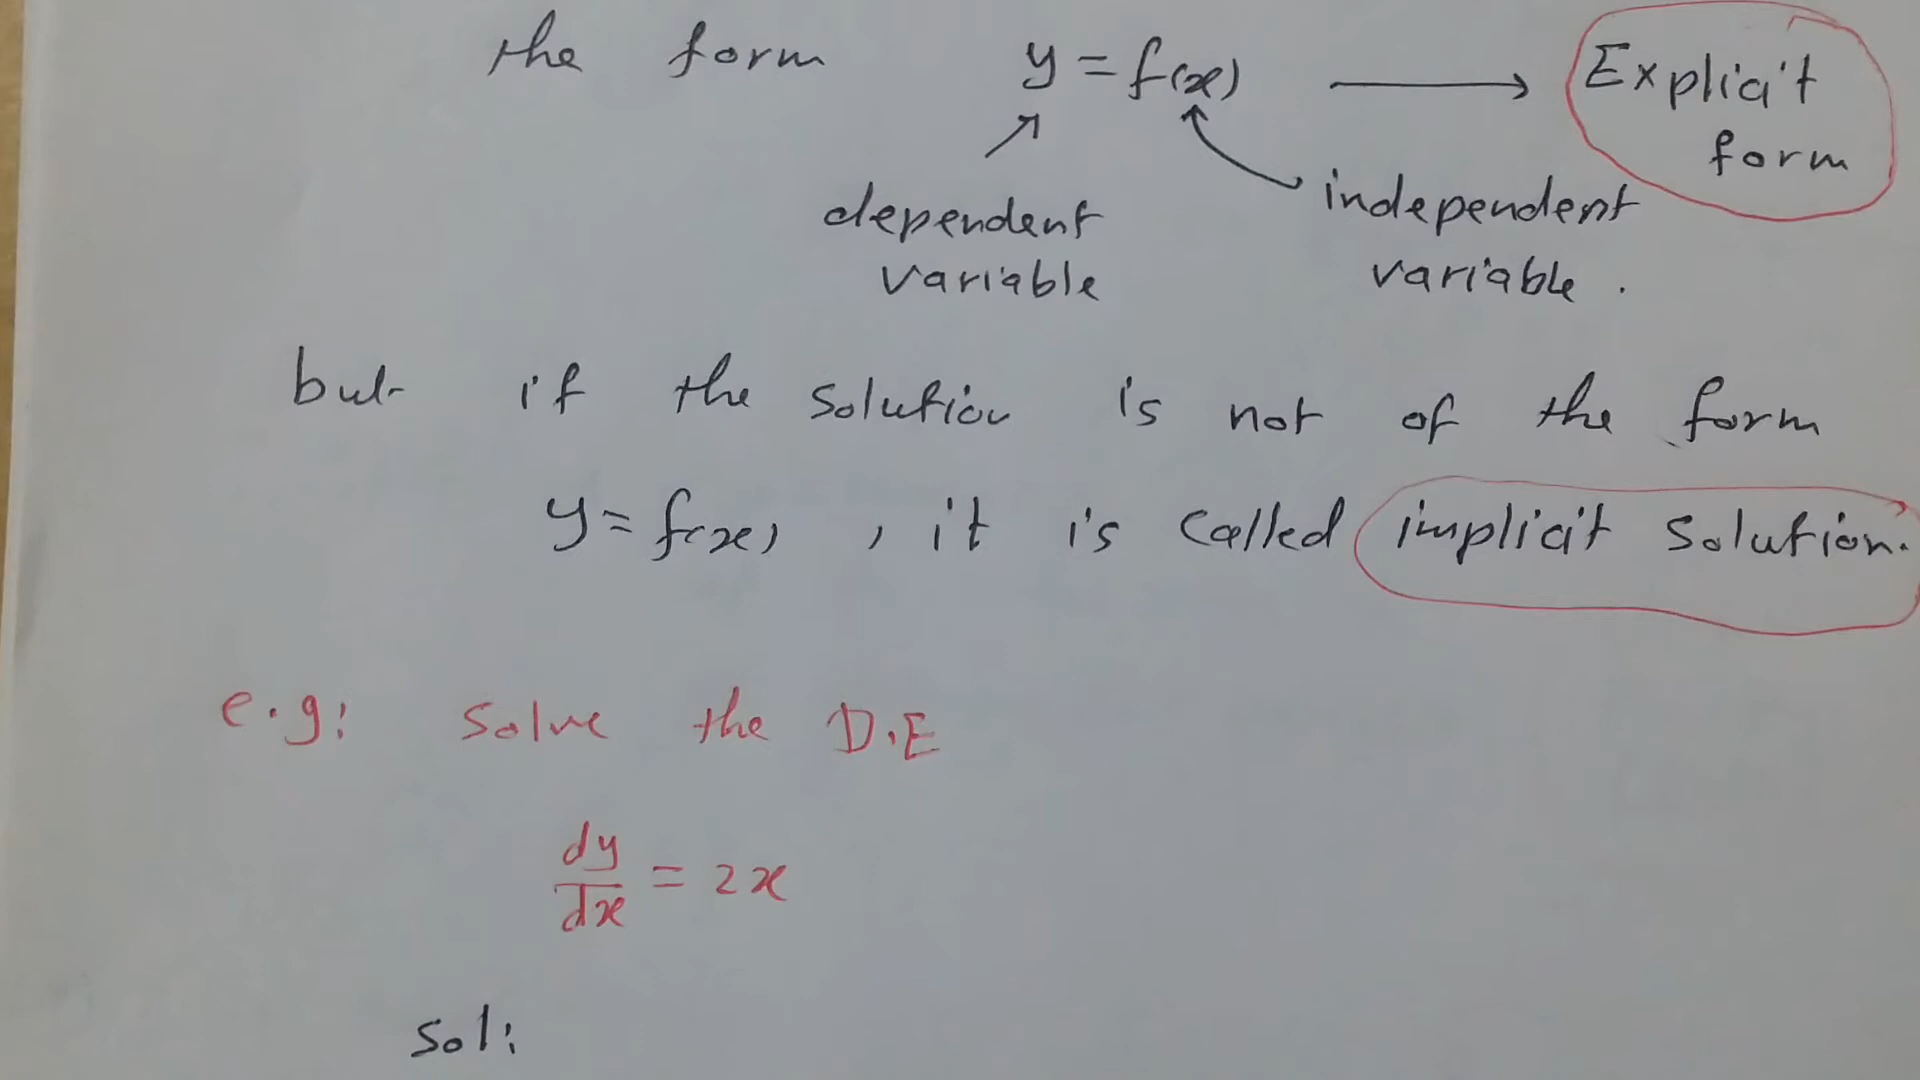 the form y = f(x) → Explicit
form
dependent independent
variable variable.
but if the solution is not of the form
y = f(x), it is called implicit solution.
e.g: solve the D.E
dy/dx = 2x
Sol: